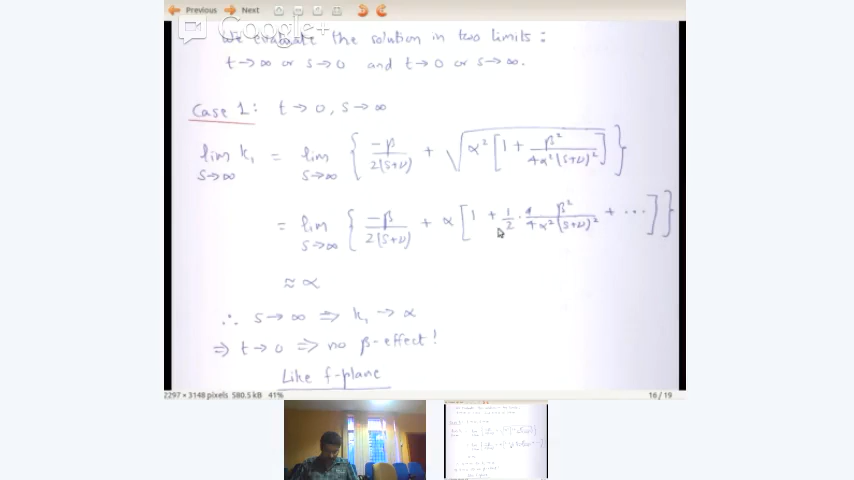 Previous Next
Google+
We evaluate the solution in two limits :
t → ∞ or s → 0 and t → 0 or s → ∞.
Case 1: t → 0, s → ∞
lim k₁ = lim { -β / 2(s+ν) + √( α² [ 1 + β² / 4α²(s+ν)² ] ) }
s→∞ s→∞
= lim { -β / 2(s+ν) + α [ 1 + 1/2 · β² / 4α²(s+ν)² + ··· ] }
s→∞
≈ α
∴ s → ∞ ⇒ k₁ → α
⇒ t → 0 ⇒ no β-effect!
Like f-plane
2297 × 3148 pixels 580.5 kB 41% 16 / 19